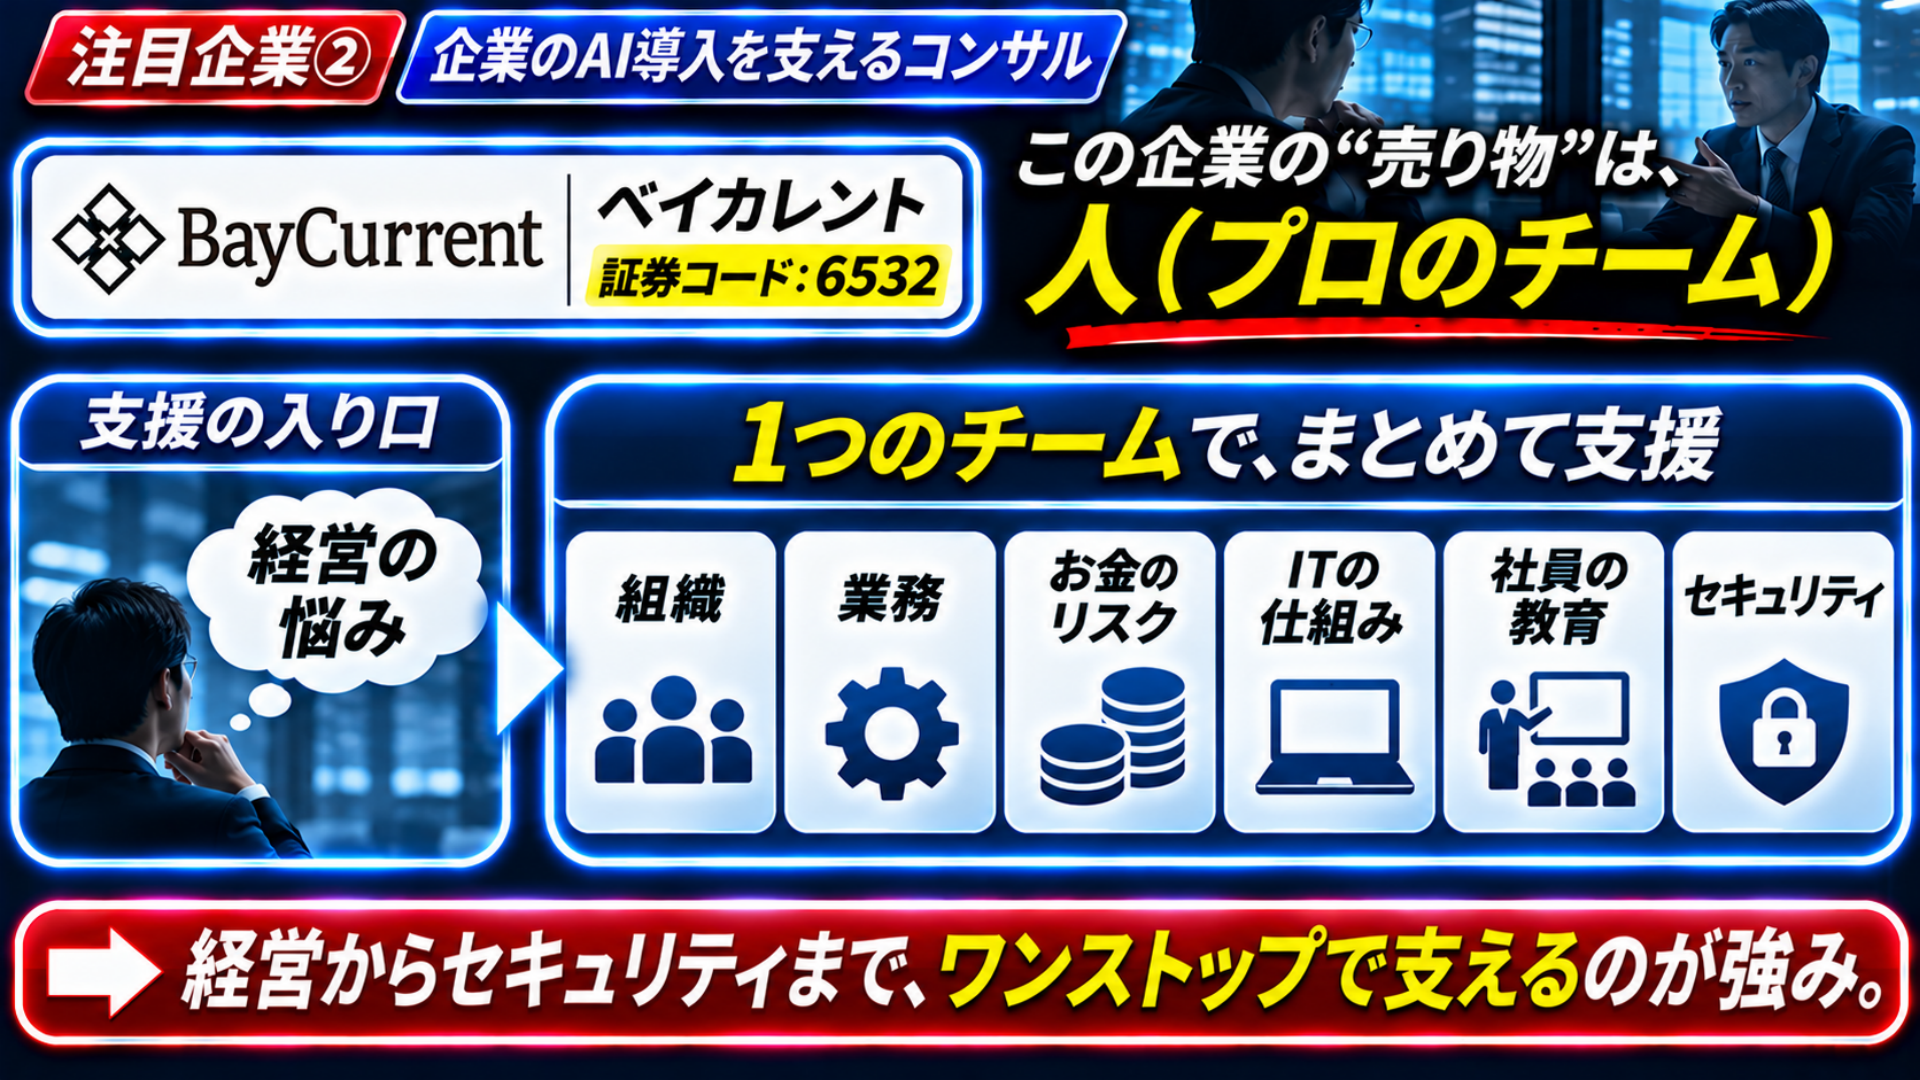 注目企業②
企業のAI導入を支えるコンサル
BayCurrent
ベイカレント
証券コード：6532
この企業の“売り物”は、
人（プロのチーム）
支援の入り口
経営の
悩み
1つのチームで、まとめて支援
組織
業務
お金の
リスク
ITの
仕組み
社員の
教育
セキュリティ
経営からセキュリティまで、ワンストップで支えるのが強み。